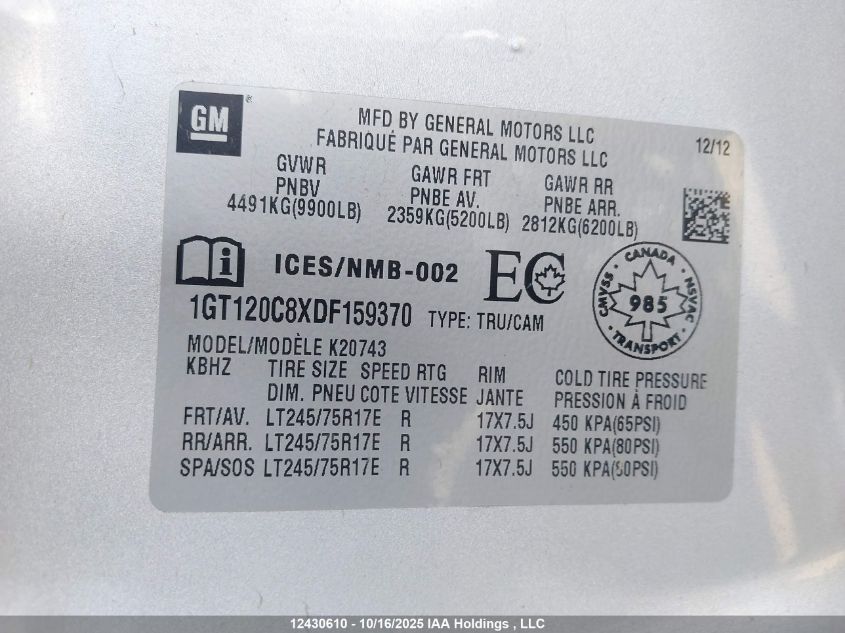 GM
MFD BY GENERAL MOTORS LLC
FABRIQUÉ PAR GENERAL MOTORS LLC
12/12
GVWR GAWR FRT GAWR RR
PNBV PNBE AV. PNBE ARR.
4491KG(9900LB) 2359KG(5200LB) 2812KG(6200LB)
i ICES/NMB-002 EC
CANADA CMVSS NSVAC 985 TRANSPORT
1GT120C8XDF159370 TYPE: TRU/CAM
MODEL/MODÈLE K20743
KBHZ TIRE SIZE SPEED RTG RIM COLD TIRE PRESSURE
DIM. PNEU COTE VITESSE JANTE PRESSION À FROID
FRT/AV. LT245/75R17E R 17X7.5J 450 KPA(65PSI)
RR/ARR. LT245/75R17E R 17X7.5J 550 KPA(80PSI)
SPA/SOS LT245/75R17E R 17X7.5J 550 KPA(80PSI)
12430610 - 10/16/2025 IAA Holdings , LLC